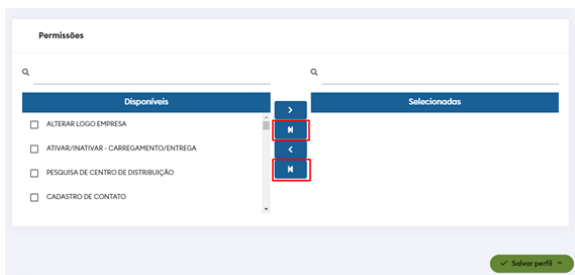 Permissões
Disponíveis
Selecionadas
ALTERAR LOGO EMPRESA
ATIVAR/INATIVAR - CARREGAMENTO/ENTREGA
PESQUISA DE CENTRO DE DISTRIBUIÇÃO
CADASTRO DE CONTATO
Salvar perfil